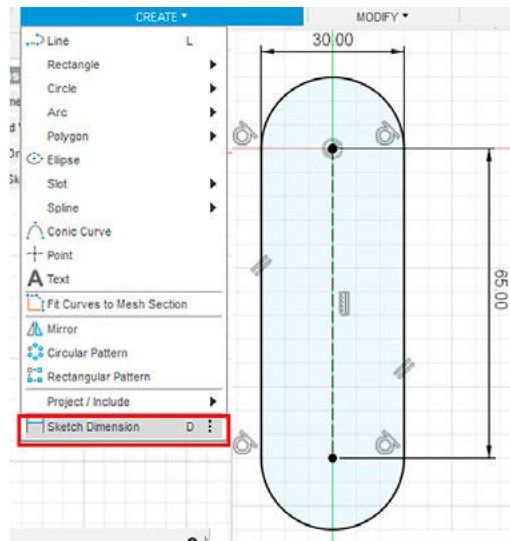 CREATE ▾
MODIFY ▾
Line L
Rectangle
Circle
Arc
Polygon
Ellipse
Slot
Spline
Conic Curve
Point
A Text
Fit Curves to Mesh Section
Mirror
Circular Pattern
Rectangular Pattern
Project / Include
Sketch Dimension D
30.00
65.00